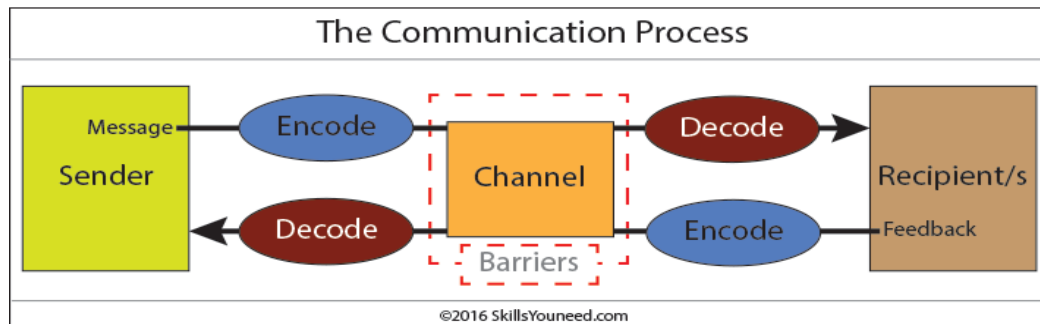 The Communication Process
Message
Encode
Decode
Sender
Channel
Recipient/s
Decode
Encode
Feedback
Barriers
©2016 SkillsYouneed.com